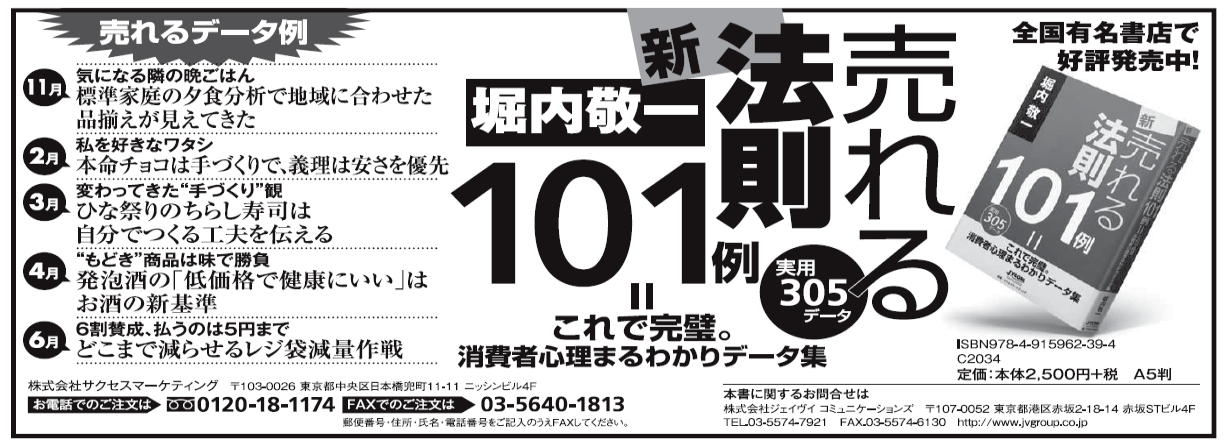 売れるデータ例
11月
気になる隣の晩ごはん
標準家庭の夕食分析で地域に合わせた
品揃えが見えてきた
2月
私を好きなワタシ
本命チョコは手づくりで、義理は安さを優先
3月
変わってきた“手づくり”観
ひな祭りのちらし寿司は
自分でつくる工夫を伝える
4月
“もどき”商品は味で勝負
発泡酒の「低価格で健康にいい」は
お酒の新基準
6月
6割賛成、払うのは5円まで
どこまで減らせるレジ袋減量作戦
新
売れる
法則
101例
堀内敬一
実用
305
データ
=
これで完璧。
消費者心理まるわかりデータ集
全国有名書店で
好評発売中!
堀内敬一
新
売れる
法則
101例
実用
305
=
これで完璧。
消費者心理まるわかりデータ集
ISBN978-4-915962-39-4
C2034
定価:本体2,500円+税 A5判
株式会社サクセスマーケティング 〒103-0026 東京都中央区日本橋兜町11-11 ニッシンビル4F
お電話でのご注文は 0120-18-1174 FAXでのご注文は 03-5640-1813
郵便番号・住所・氏名・電話番号をご記入のうえFAXしてください。
本書に関するお問合せは
株式会社ジェイヴイ コミュニケーションズ 〒107-0052 東京都港区赤坂2-18-14 赤坂STビル4F
TEL.03-5574-7921 FAX.03-5574-6130 http://www.jvgroup.co.jp